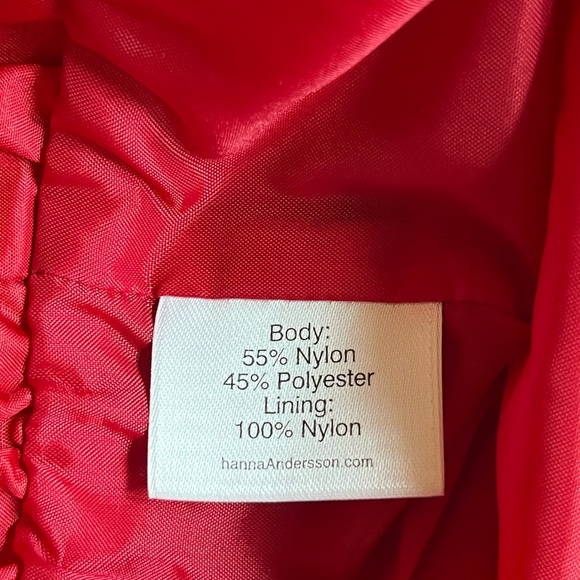 Body:
55% Nylon
45% Polyester
Lining:
100% Nylon
hannaAndersson.com